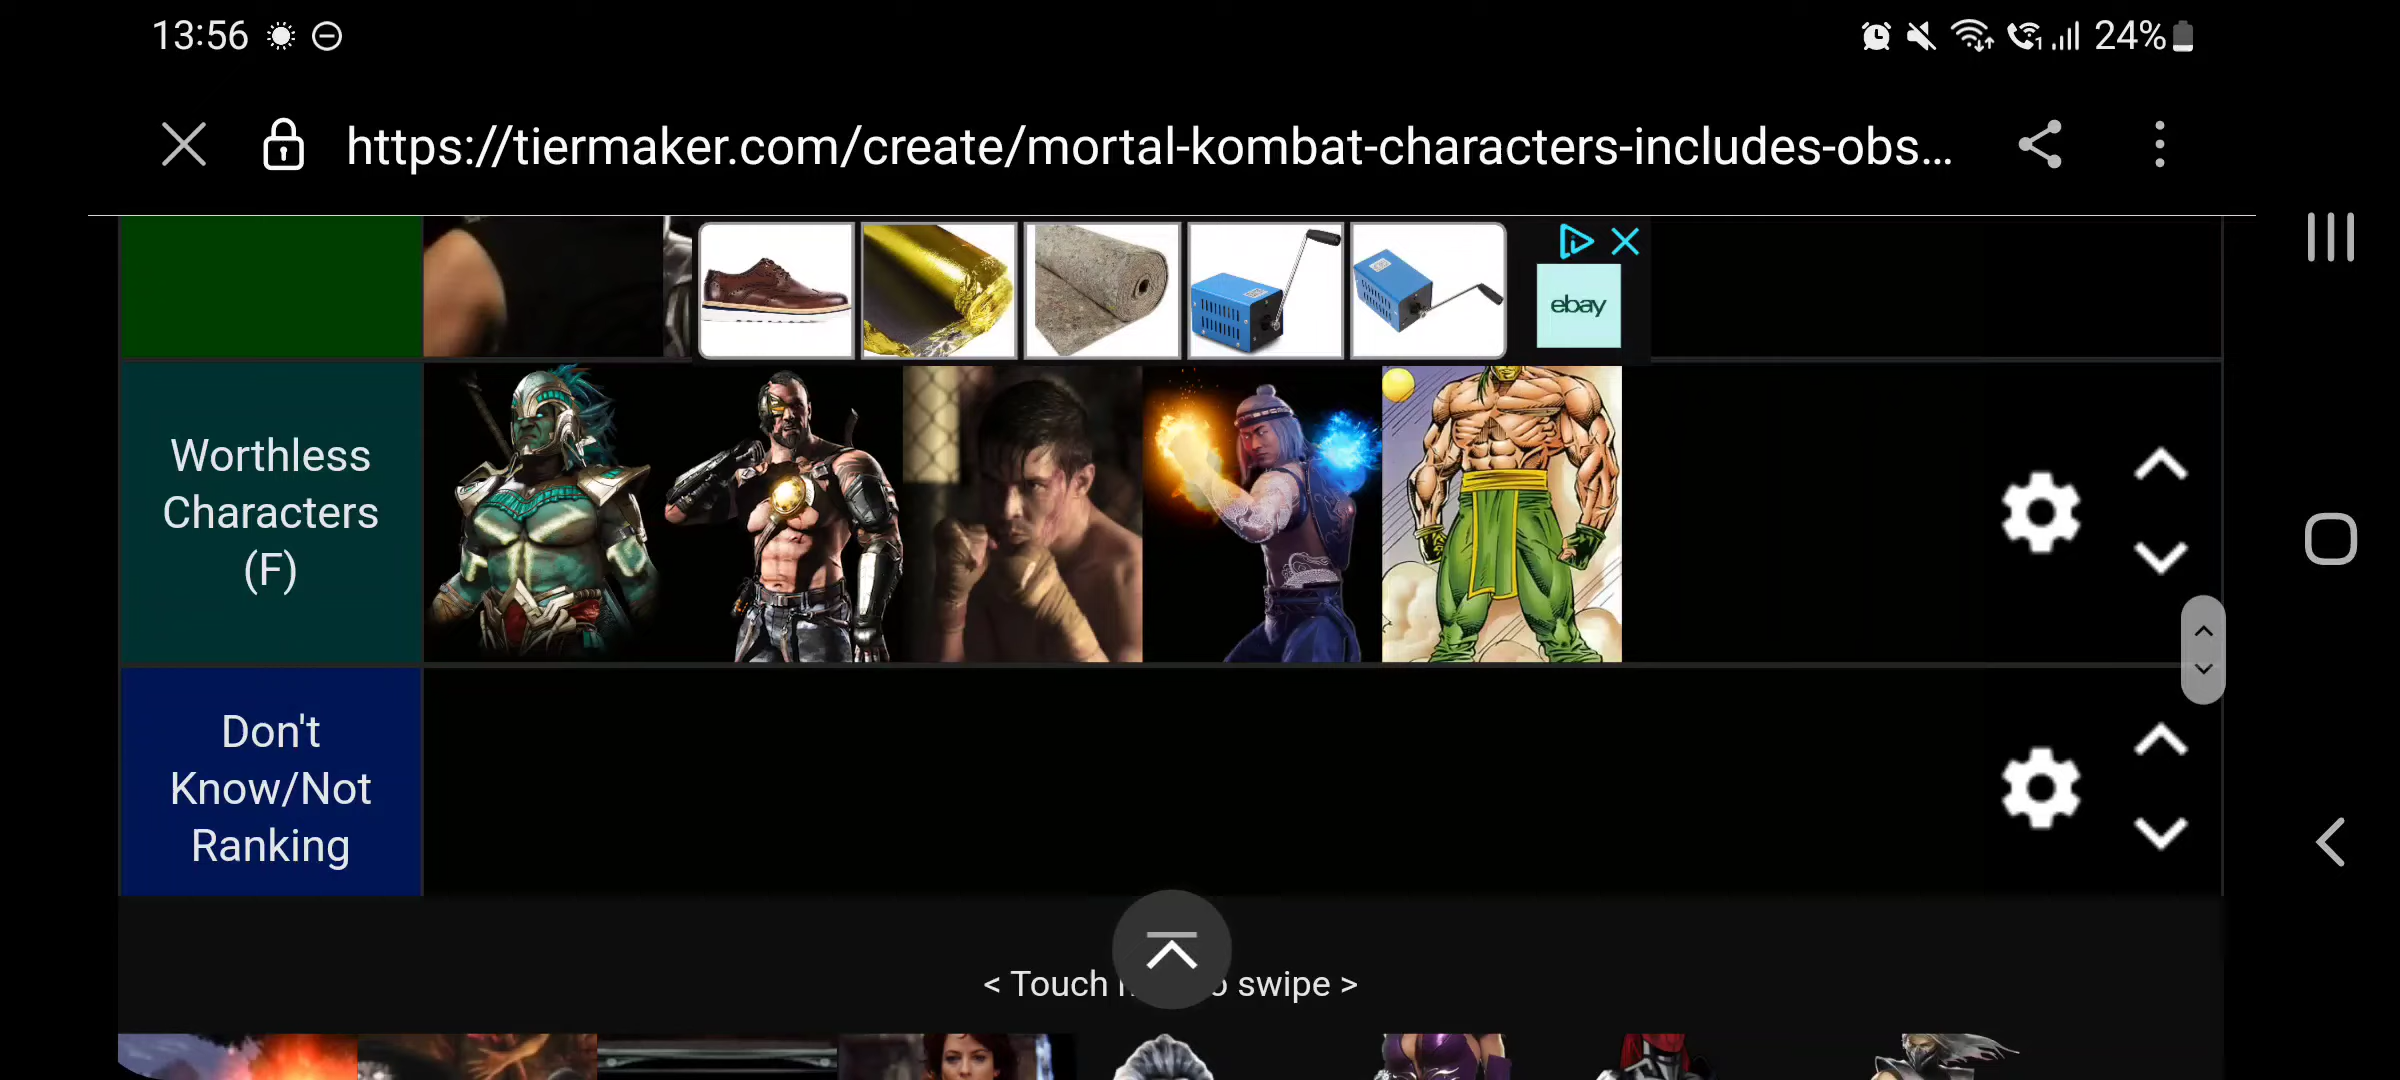 13:56
24%
https://tiermaker.com/create/mortal-kombat-characters-includes-obs...
ebay
Worthless
Characters
(F)
Don't
Know/Not
Ranking
< Touch swipe >